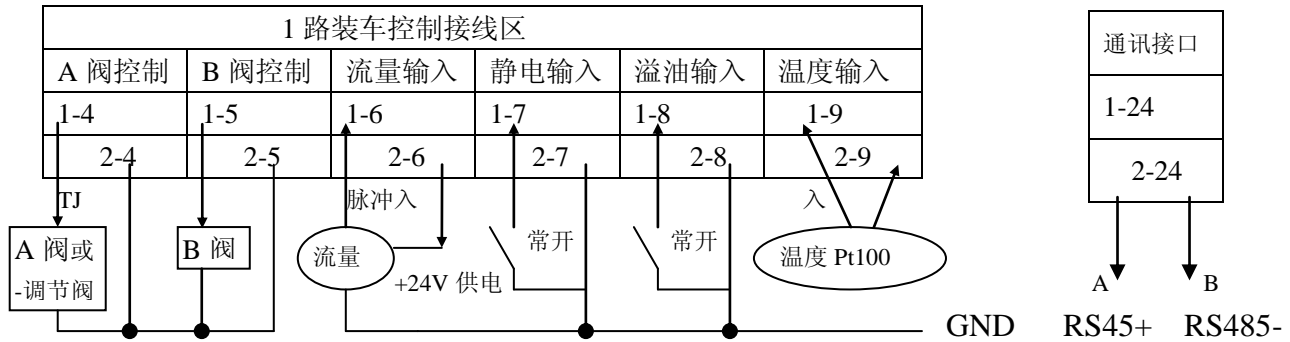 1 路装车控制接线区
A 阀控制 B 阀控制 流量输入 静电输入 溢油输入 温度输入
1-4 1-5 1-6 1-7 1-8 1-9
2-4 2-5 2-6 2-7 2-8 2-9
TJ 脉冲入 入
A 阀或
-调节阀
B 阀
流量
+24V 供电
常开
常开
温度 Pt100
GND
通讯接口
1-24
2-24
A B
RS45+ RS485-